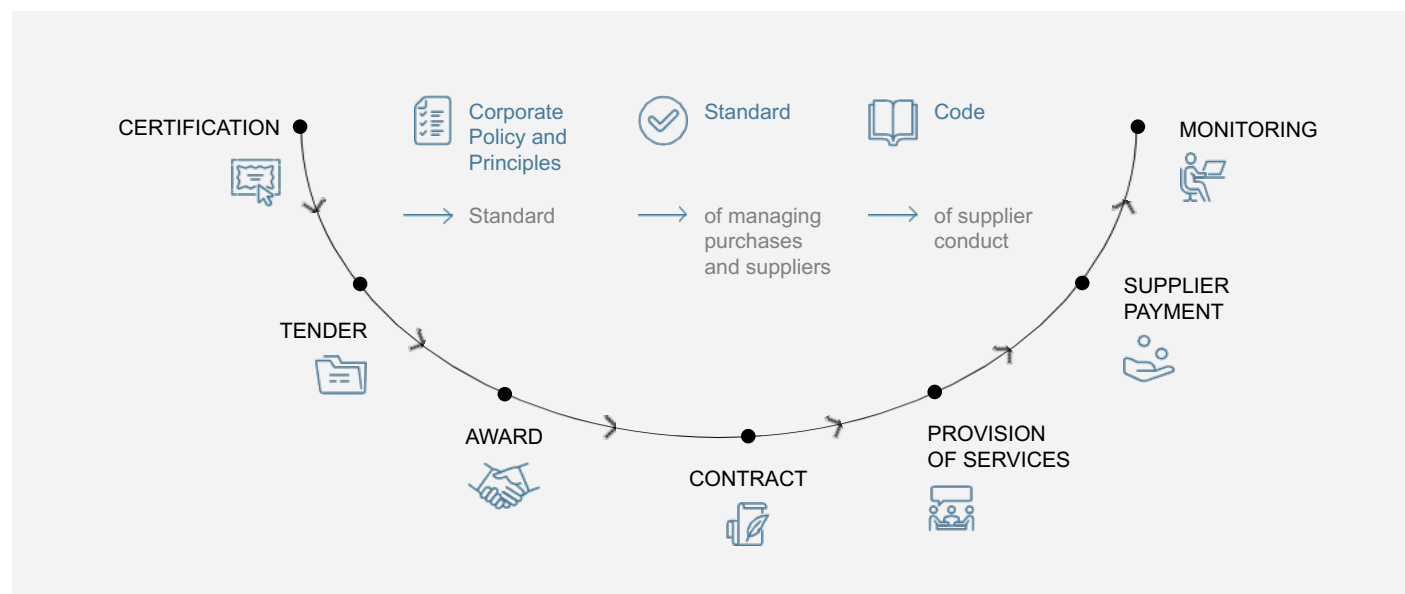 CERTIFICATION
Corporate
Policy and
Principles
Standard
Standard
of managing
purchases
and suppliers
Code
of supplier
conduct
MONITORING
TENDER
SUPPLIER
PAYMENT
AWARD
PROVISION
OF SERVICES
CONTRACT